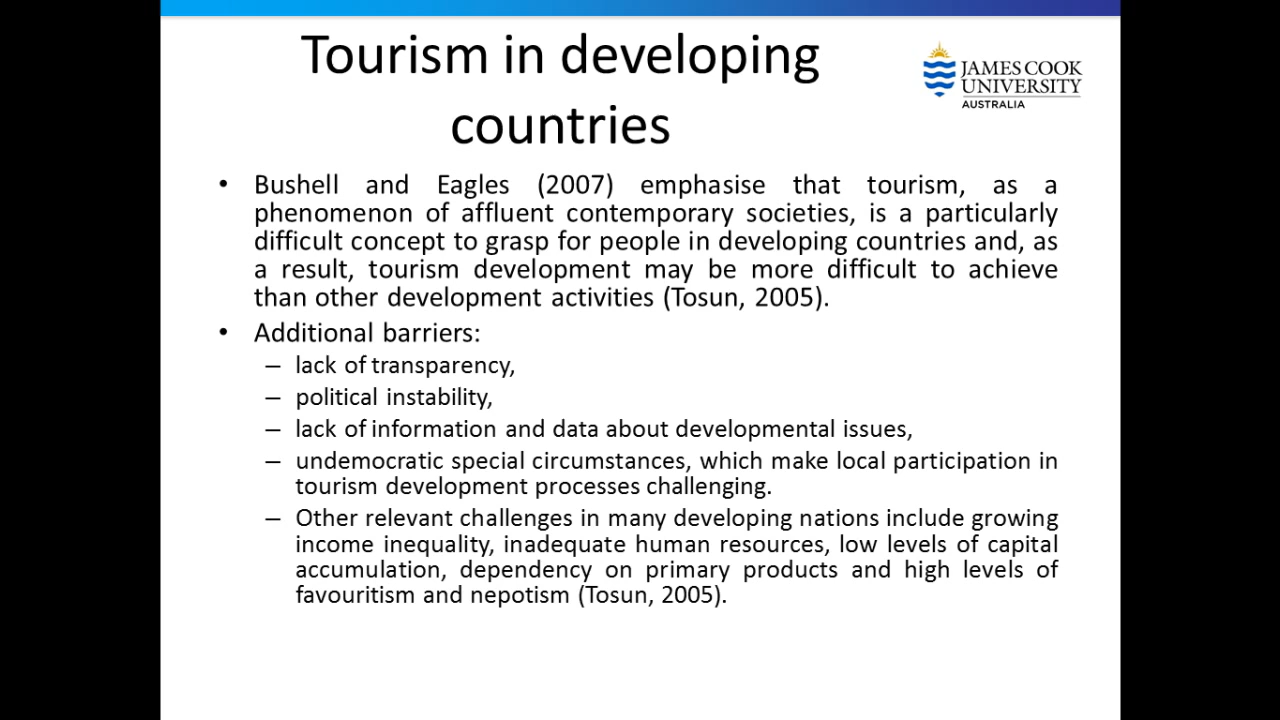 Tourism in developing
countries
JAMES COOK
UNIVERSITY
AUSTRALIA
• Bushell and Eagles (2007) emphasise that tourism, as a
phenomenon of affluent contemporary societies, is a particularly
difficult concept to grasp for people in developing countries and, as
a result, tourism development may be more difficult to achieve
than other development activities (Tosun, 2005).
• Additional barriers:
– lack of transparency,
– political instability,
– lack of information and data about developmental issues,
– undemocratic special circumstances, which make local participation in
tourism development processes challenging.
– Other relevant challenges in many developing nations include growing
income inequality, inadequate human resources, low levels of capital
accumulation, dependency on primary products and high levels of
favouritism and nepotism (Tosun, 2005).